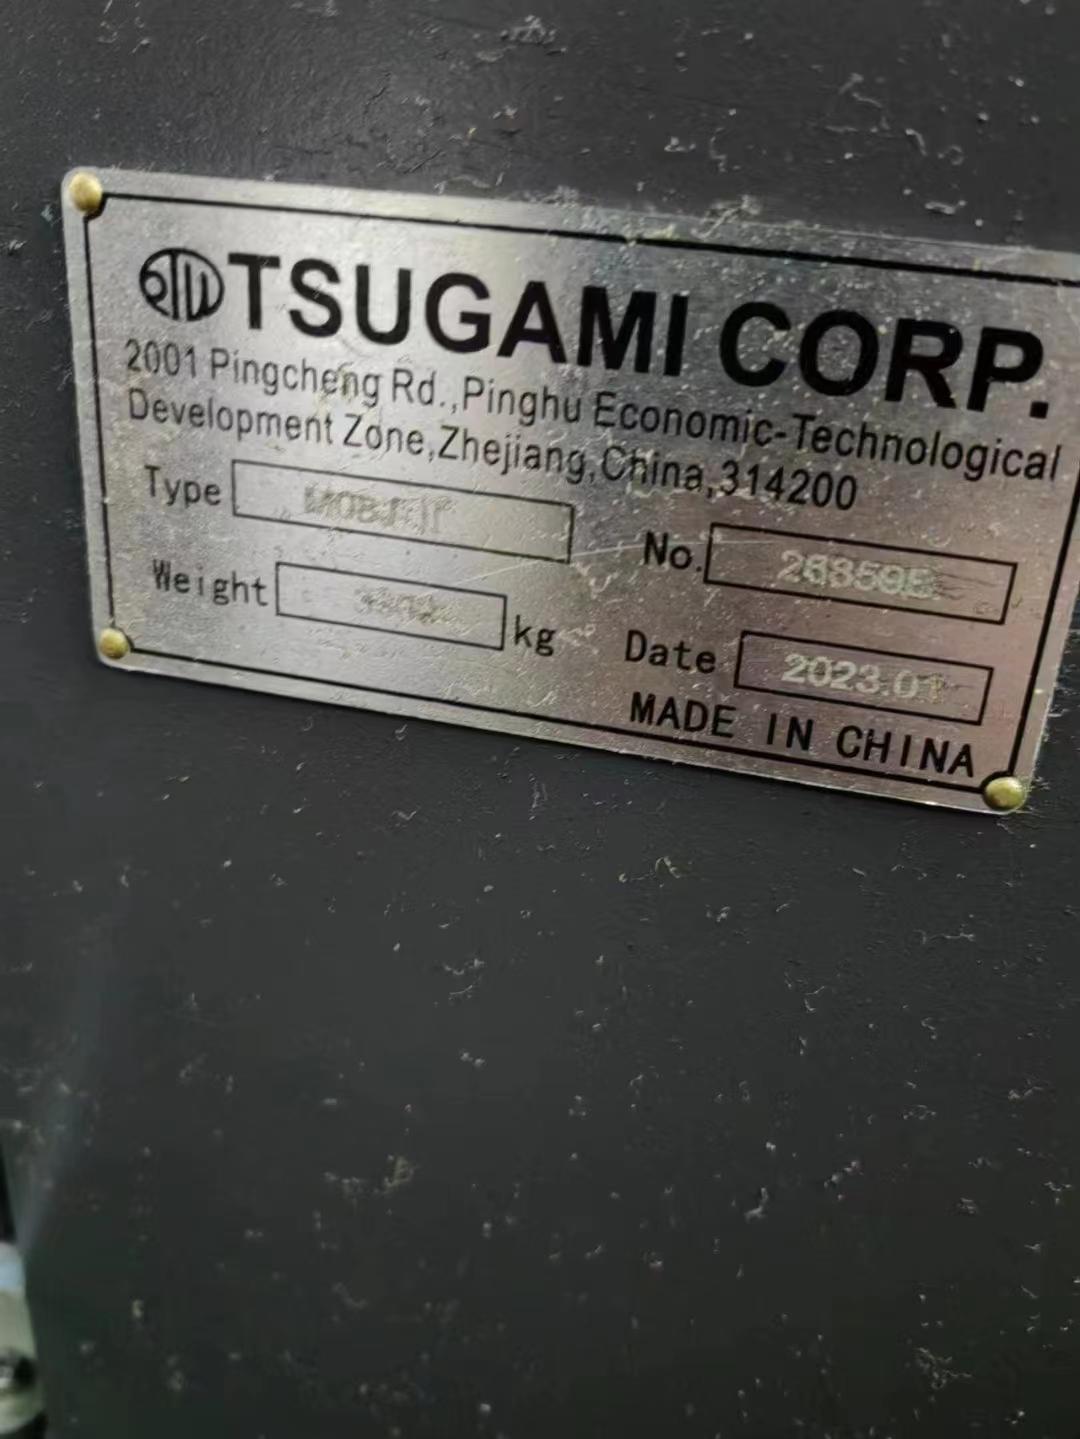 TSUGAMI CORP.
2001 Pingcheng Rd.,Pinghu Economic-Technological
Development Zone,Zhejiang,China,314200
Type
No.
Weight kg
Date 2023.01
MADE IN CHINA